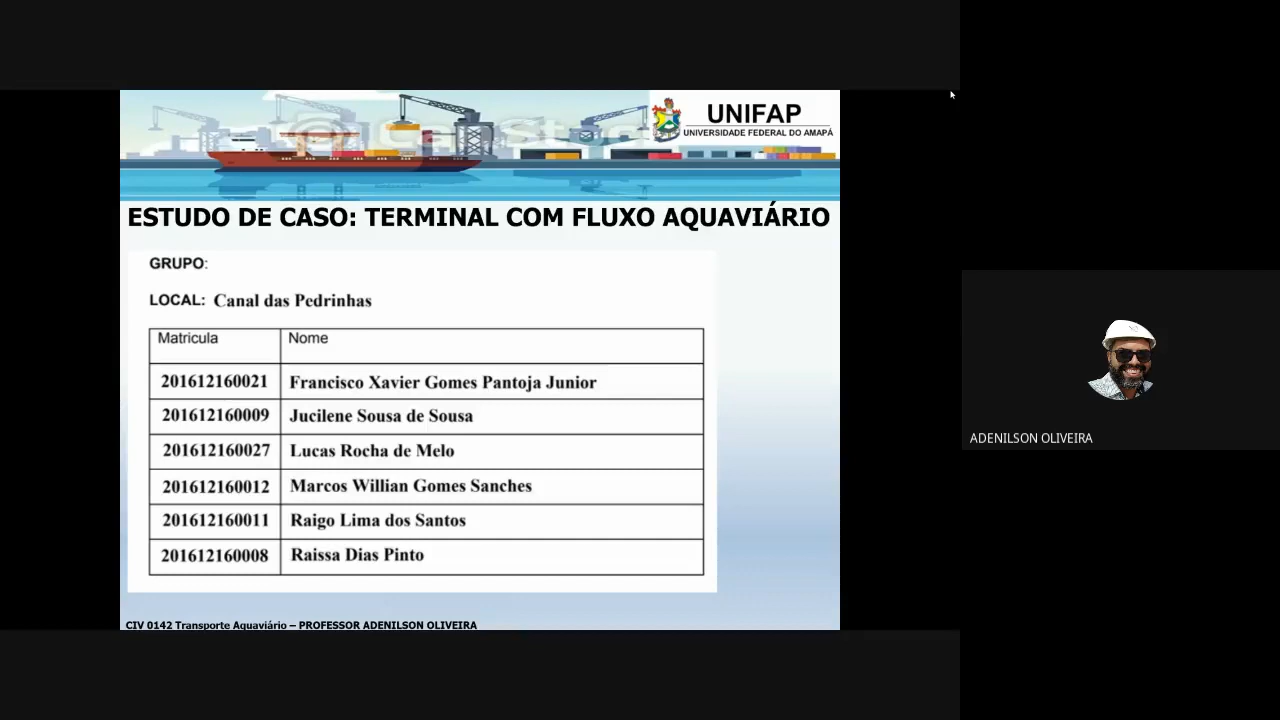 UNIFAP
UNIVERSIDADE FEDERAL DO AMAPÁ
ESTUDO DE CASO: TERMINAL COM FLUXO AQUAVIÁRIO
GRUPO:
LOCAL: Canal das Pedrinhas
Matricula Nome
201612160021 Francisco Xavier Gomes Pantoja Junior
201612160009 Jucilene Sousa de Sousa
201612160027 Lucas Rocha de Melo
201612160012 Marcos Willian Gomes Sanches
201612160011 Raigo Lima dos Santos
201612160008 Raissa Dias Pinto
CIV 0142 Transporte Aquaviário – PROFESSOR ADENILSON OLIVEIRA
ADENILSON OLIVEIRA